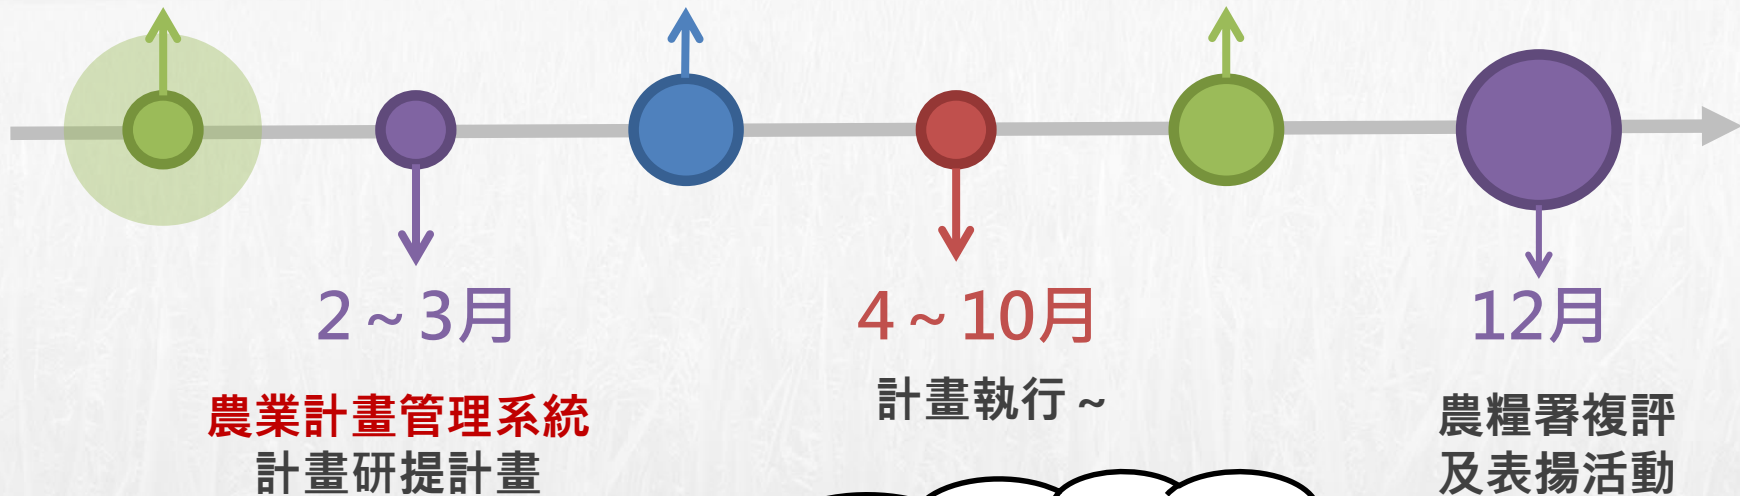 2～3月
農業計畫管理系統
計畫研提計畫
4～10月
計畫執行～
12月
農糧署複評
及表揚活動